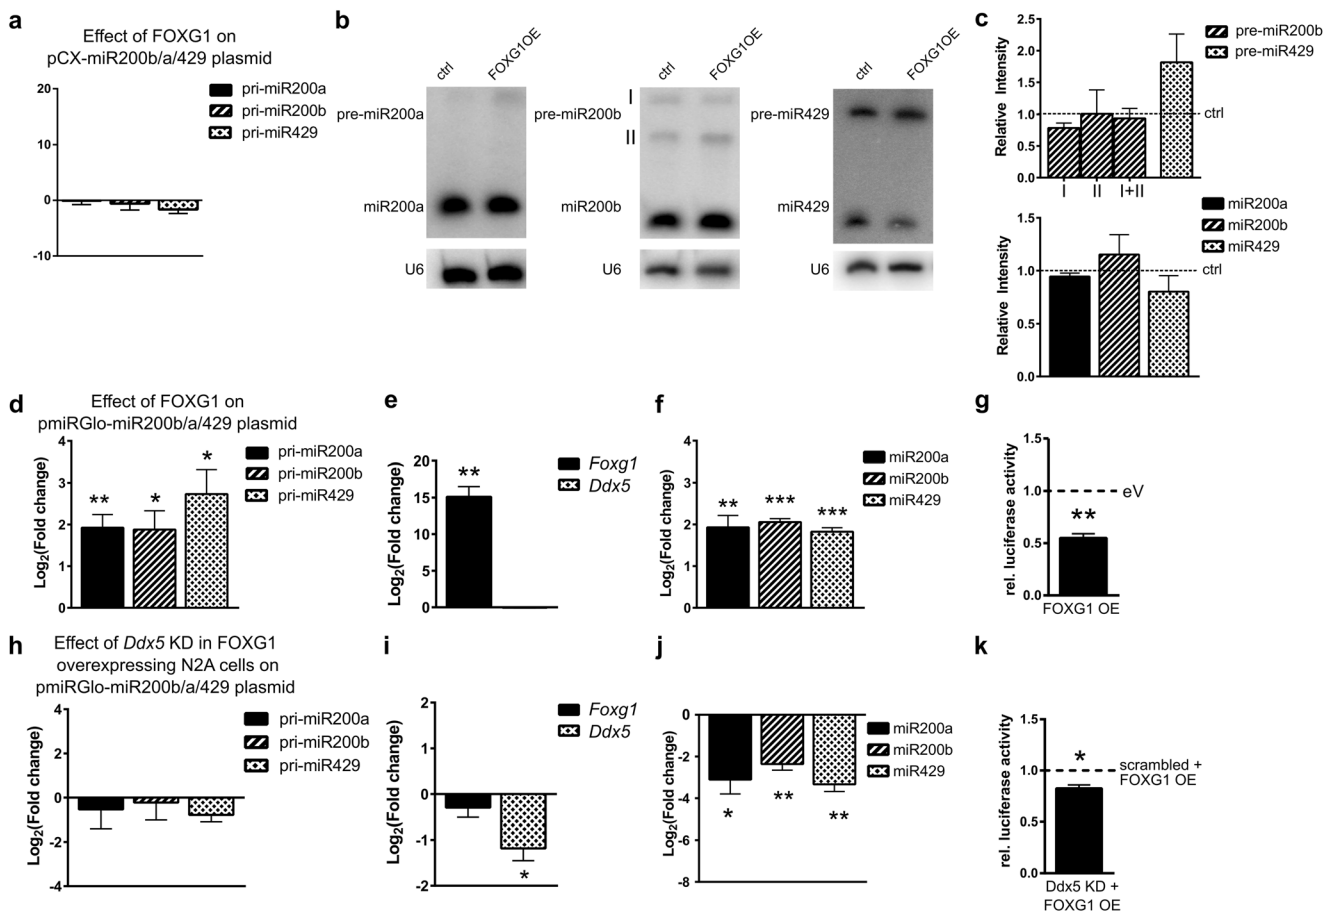 a
Effect of FOXG1 on
pCX-miR200b/a/429 plasmid
20
10
0
-10
pri-miR200a
pri-miR200b
pri-miR429
b
ctrl
FOXG1OE
pre-miR200a
miR200a
U6
ctrl
FOXG1OE
pre-miR200b
I
II
miR200b
U6
ctrl
FOXG1OE
pre-miR429
miR429
U6
c
Relative Intensity
2.5
2.0
1.5
1.0
0.5
0.0
I
II
I+II
ctrl
pre-miR200b
pre-miR429
Relative Intensity
1.5
1.0
0.5
0.0
ctrl
miR200a
miR200b
miR429
d
Effect of FOXG1 on
pmiRGlo-miR200b/a/429 plasmid
Log2(Fold change)
4
3
2
1
0
**
*
*
pri-miR200a
pri-miR200b
pri-miR429
e
Log2(Fold change)
20
15
10
5
0
**
Foxg1
Ddx5
f
Log2(Fold change)
4
3
2
1
0
**
***
***
miR200a
miR200b
miR429
g
rel. luciferase activity
1.5
1.0
0.5
0.0
eV
**
FOXG1 OE
h
Effect of Ddx5 KD in FOXG1
overexpressing N2A cells on
pmiRGlo-miR200b/a/429 plasmid
Log2(Fold change)
4
2
0
-2
-4
pri-miR200a
pri-miR200b
pri-miR429
i
Log2(Fold change)
2
1
0
-1
-2
*
Foxg1
Ddx5
j
Log2(Fold change)
0
-2
-4
-6
-8
*
**
**
miR200a
miR200b
miR429
k
rel. luciferase activity
1.5
1.0
0.5
0.0
*
scrambled +
FOXG1 OE
Ddx5 KD +
FOXG1 OE